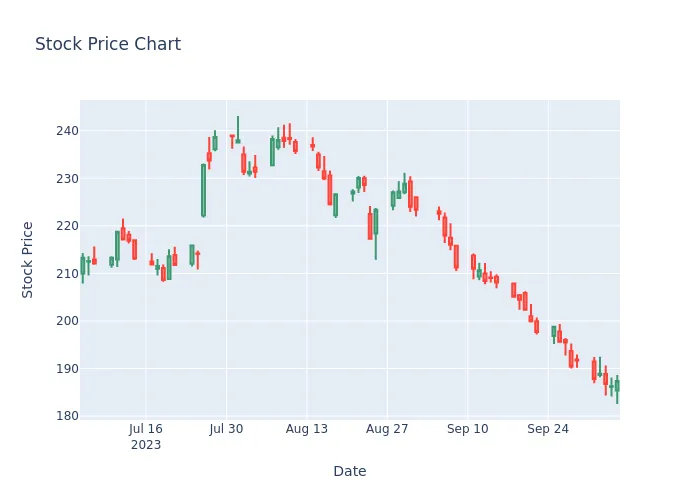 Stock Price Chart
240
230
220
210
200
190
180
Stock Price
Jul 16
2023
Jul 30
Aug 13
Aug 27
Sep 10
Sep 24
Date